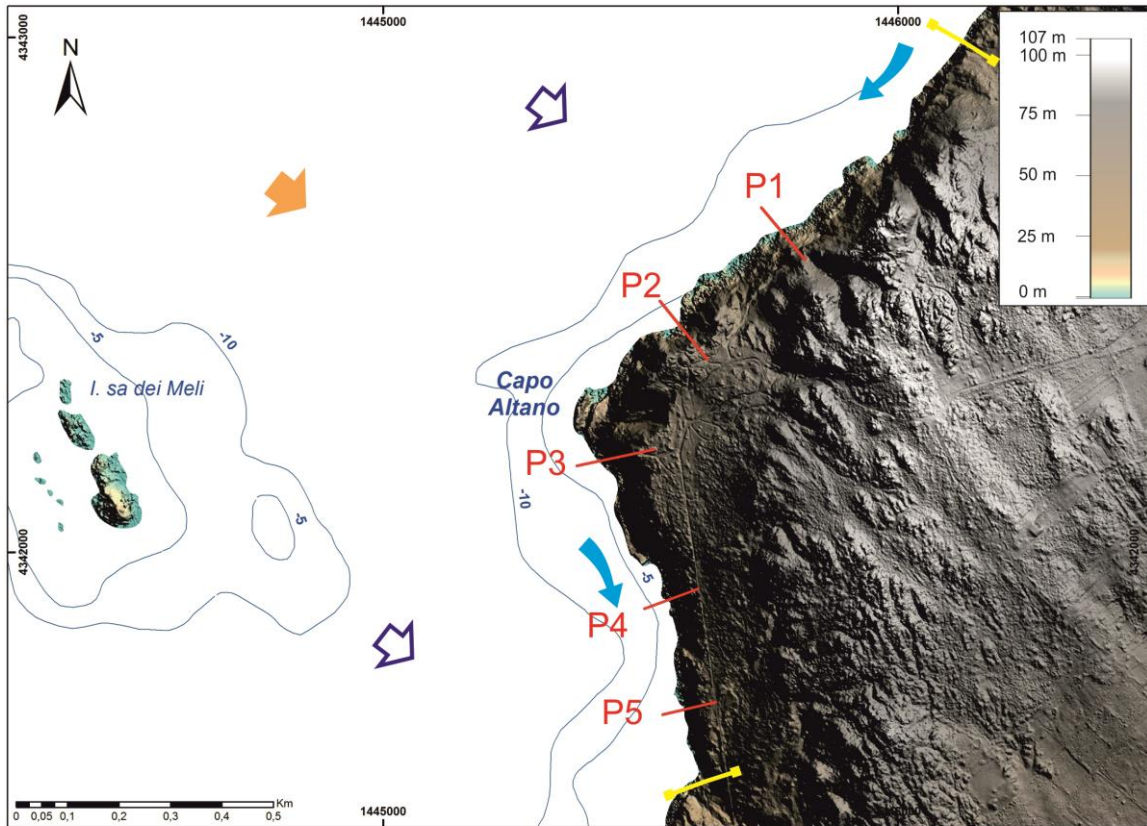 1445000
1446000
4343000
N
107 m
100 m
75 m
50 m
25 m
0 m
P1
P2
-5
-10
I. sa dei Meli
Capo
Altano
P3
-10
-5
4342000
4342000
-5
P4
P5
Km
0 0,05 0,1 0,2 0,3 0,4 0,5
1445000